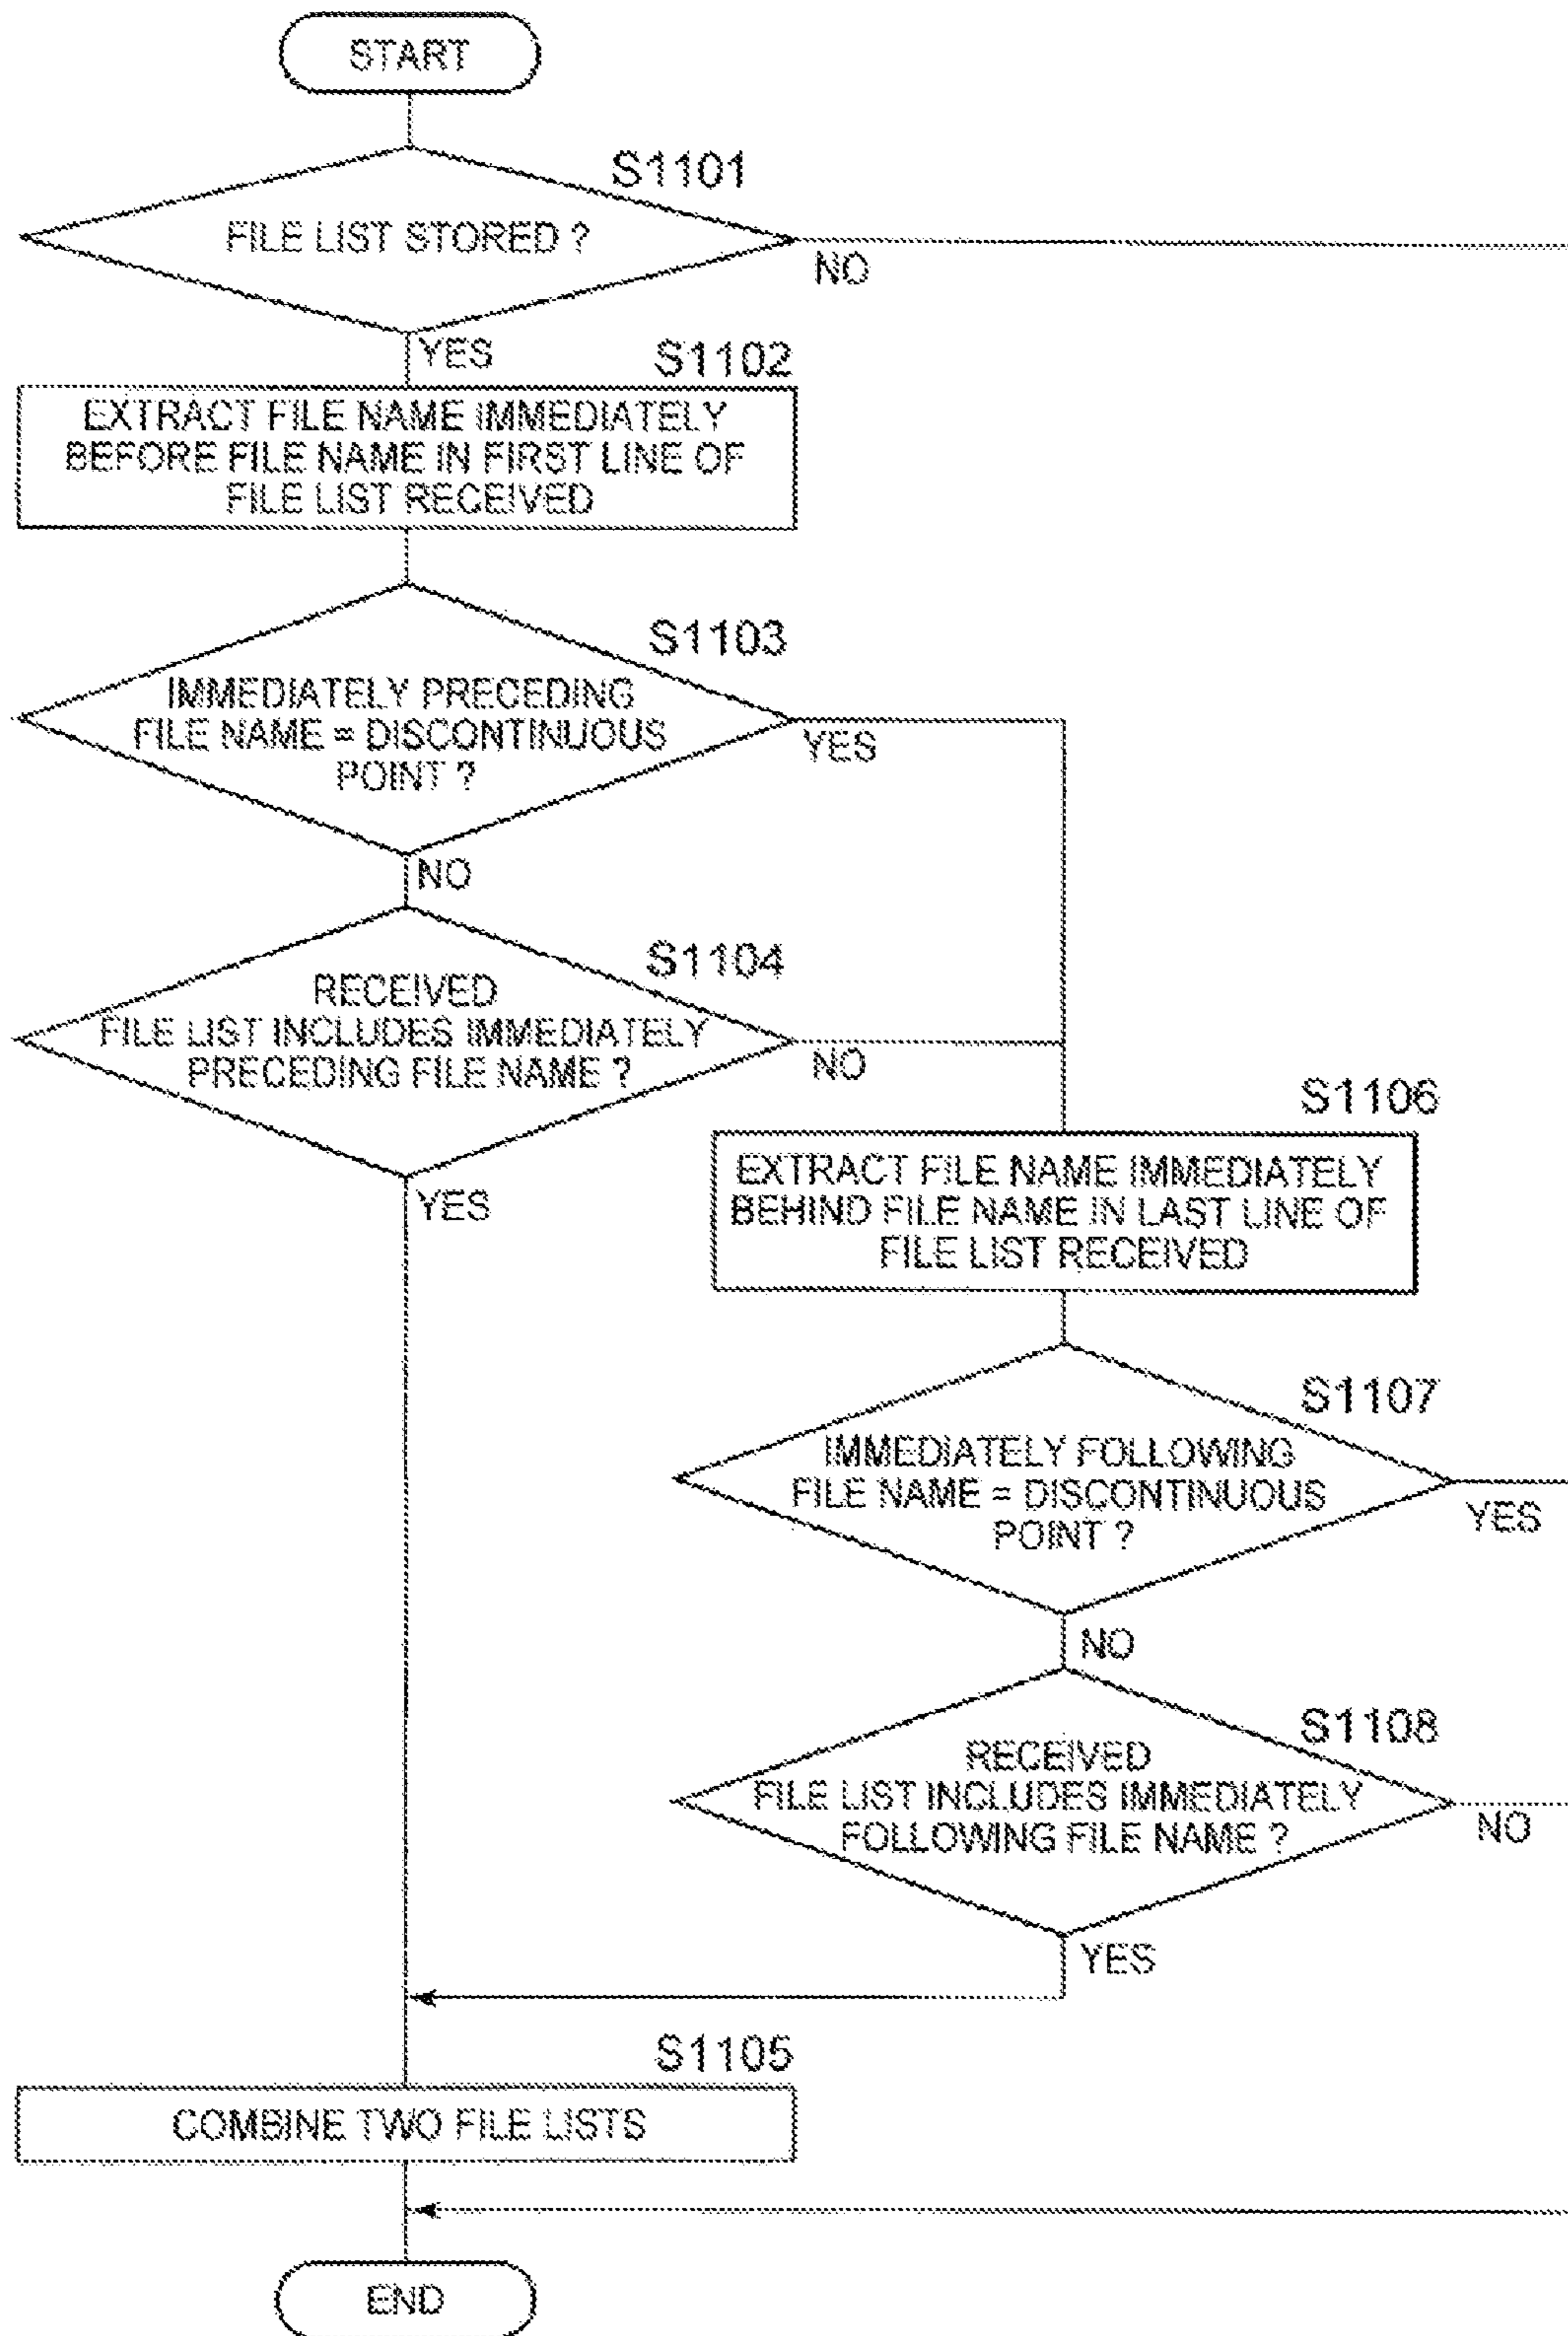 START
S1101
FILE LIST STORED ?
NO
YES
S1102
EXTRACT FILE NAME IMMEDIATELY
BEFORE FILE NAME IN FIRST LINE OF
FILE LIST RECEIVED
S1103
IMMEDIATELY PRECEDING
FILE NAME = DISCONTINUOUS
POINT ?
YES
NO
S1104
RECEIVED
FILE LIST INCLUDES IMMEDIATELY
PRECEDING FILE NAME ?
NO
YES
S1106
EXTRACT FILE NAME IMMEDIATELY
BEHIND FILE NAME IN LAST LINE OF
FILE LIST RECEIVED
S1107
IMMEDIATELY FOLLOWING
FILE NAME = DISCONTINUOUS
POINT ?
YES
NO
S1108
RECEIVED
FILE LIST INCLUDES IMMEDIATELY
FOLLOWING FILE NAME ?
NO
YES
S1105
COMBINE TWO FILE LISTS
END